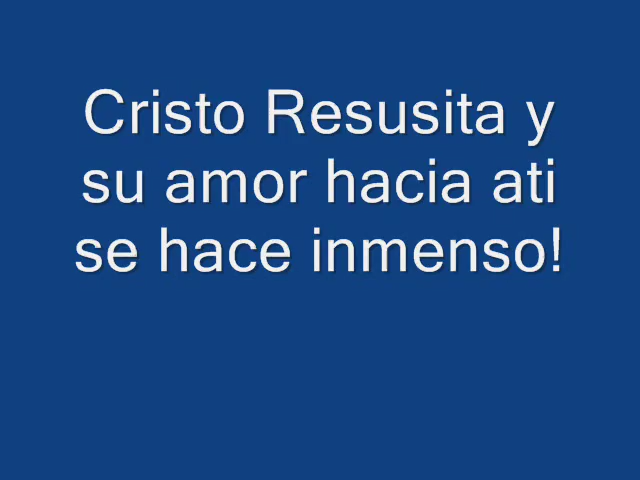 Cristo Resusita y
su amor hacia ati
se hace inmenso!